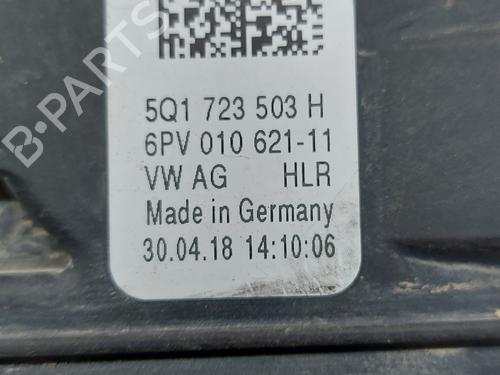 B-PARTS
5Q1 723 503 H
6PV 010 621-11
VW AG HLR
Made in Germany
30.04.18 14:10:06